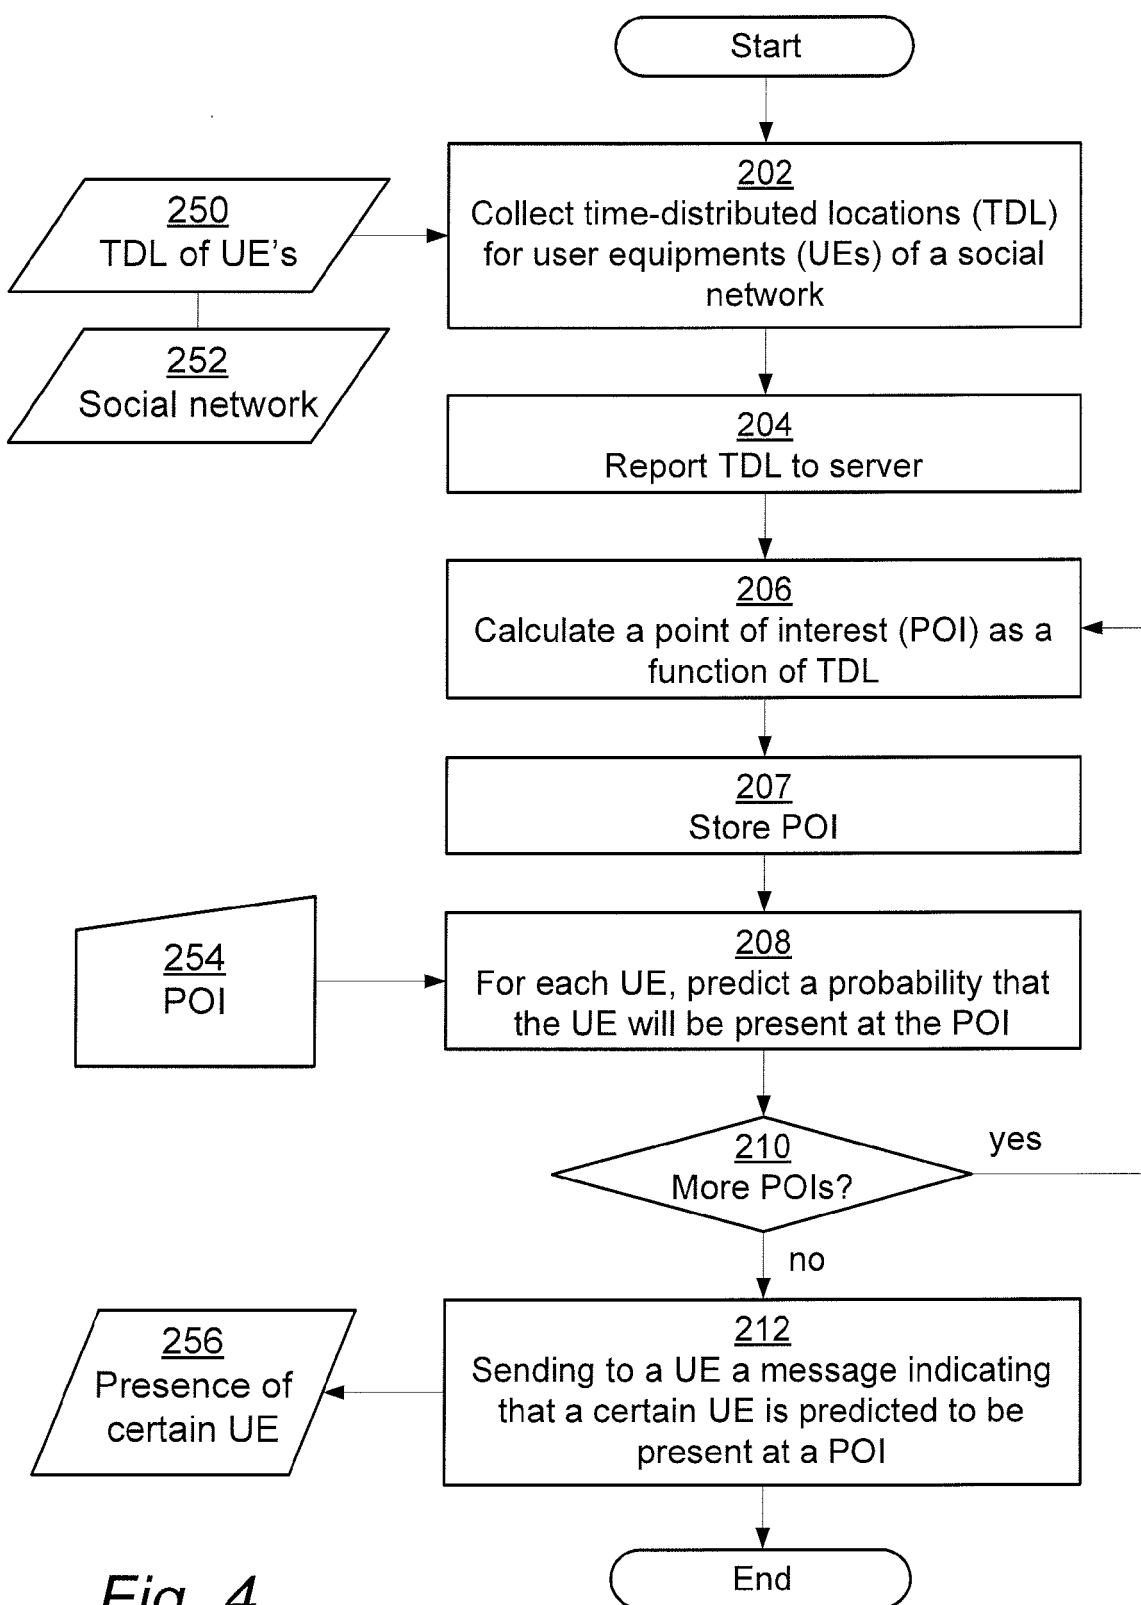 Start
202
Collect time-distributed locations (TDL)
for user equipments (UEs) of a social
network
250
TDL of UE's
252
Social network
204
Report TDL to server
206
Calculate a point of interest (POI) as a
function of TDL
207
Store POI
254
POI
208
For each UE, predict a probability that
the UE will be present at the POI
210
More POIs?
yes
no
212
Sending to a UE a message indicating
that a certain UE is predicted to be
present at a POI
256
Presence of
certain UE
End
Fig. 4